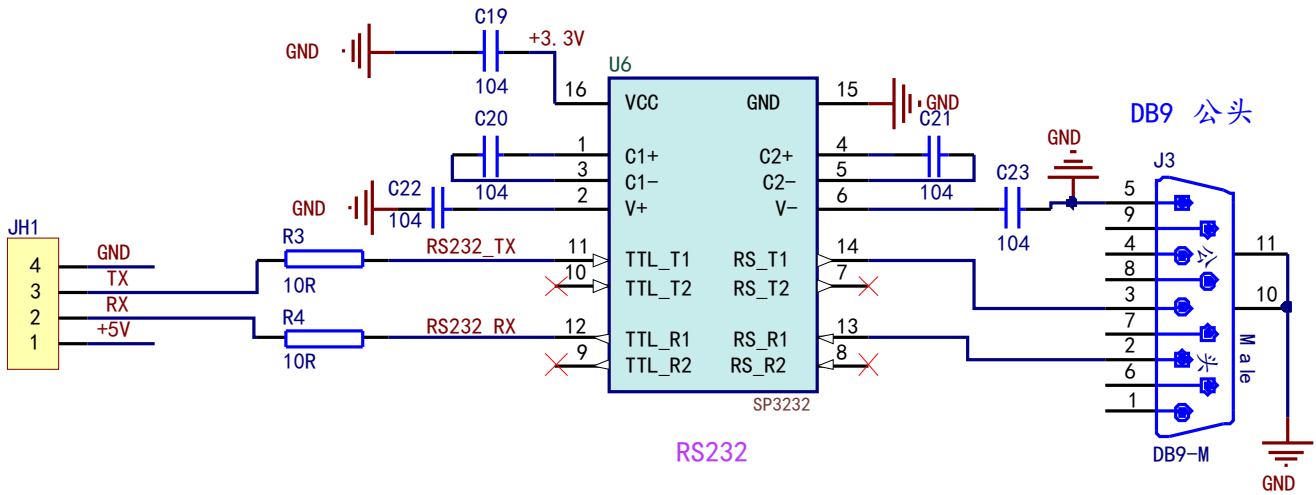 C19
GND
+3.3V
104
U6
16
VCC
GND
15
GND
DB9 公头
C20
1
C1+
C2+
4
C21
GND
J3
104
3
C1-
C2-
5
104
C23
5
GND
C22
104
2
V+
V-
6
104
9
JH1
4
GND
R3
10R
RS232_TX
11
TTL_T1
RS_T1
14
4
公
11
3
TX
10
TTL_T2
RS_T2
7
8
2
RX
R4
10R
RS232_RX
12
TTL_R1
RS_R1
13
3
10
1
+5V
9
TTL_R2
RS_R2
8
7
2
头
Male
6
1
SP3232
RS232
DB9-M
GND